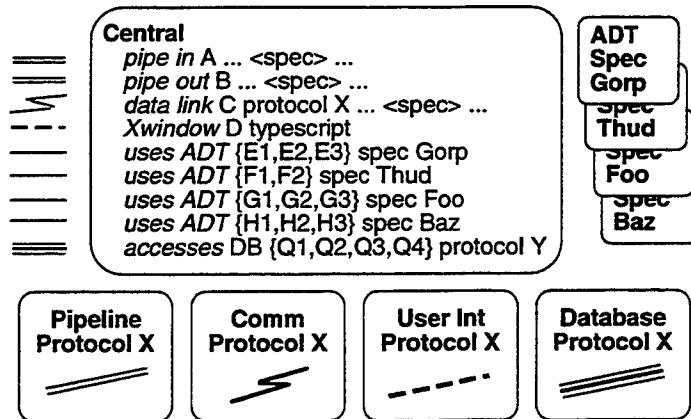 Central
pipe in A ... <spec> ...
pipe out B ... <spec> ...
data link C protocol X ... <spec> ...
Xwindow D typescript
uses ADT {E1,E2,E3} spec Gorp
uses ADT {F1,F2} spec Thud
uses ADT {G1,G2,G3} spec Foo
uses ADT {H1,H2,H3} spec Baz
accesses DB {Q1,Q2,Q3,Q4} protocol Y
ADT
Spec
Gorp
Spec
Thud
Spec
Foo
Spec
Baz
Pipeline
Protocol X
Comm
Protocol X
User Int
Protocol X
Database
Protocol X